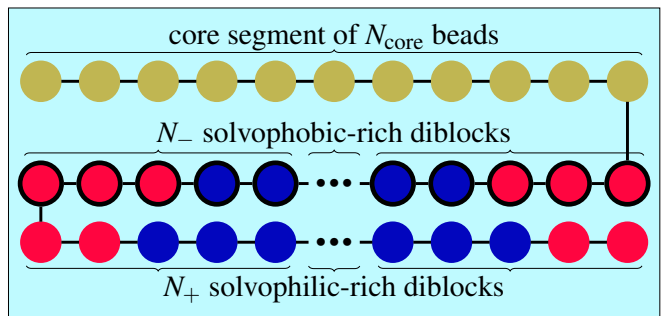 core segment of N_core beads
N_− solvophobic-rich diblocks
N_+ solvophilic-rich diblocks